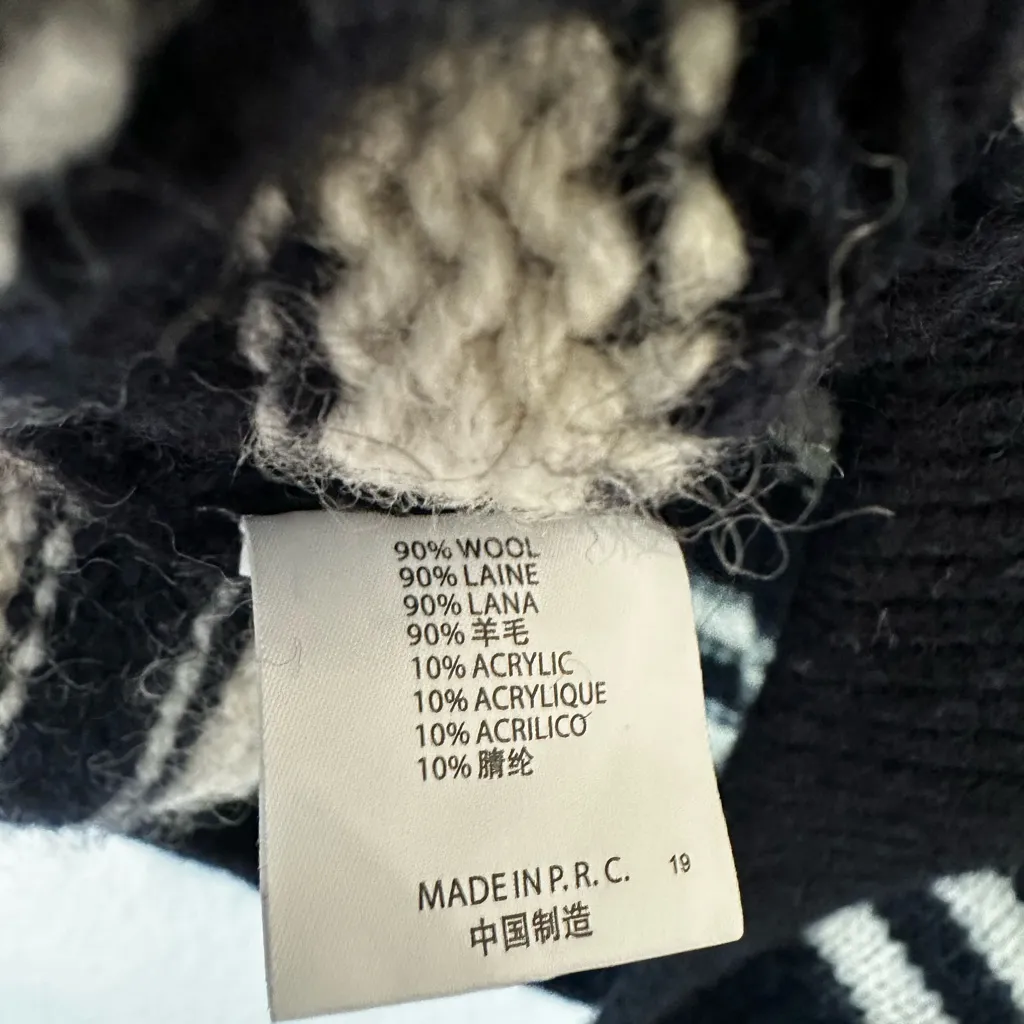 90% WOOL
90% LAINE
90% LANA
90% 羊毛
10% ACRYLIC
10% ACRYLIQUE
10% ACRILICO
10% 腈纶
MADE IN P. R. C. 19
中国制造